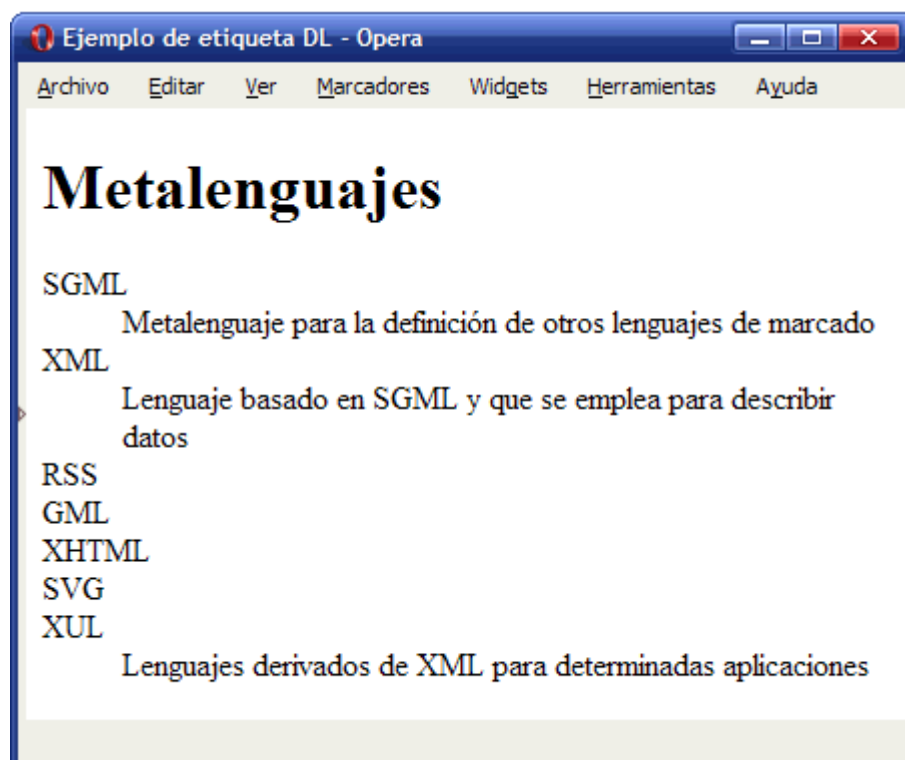 Ejemplo de etiqueta DL - Opera
Archivo Editar Ver Marcadores Widgets Herramientas Ayuda
Metalenguajes
SGML
Metalenguaje para la definición de otros lenguajes de marcado
XML
Lenguaje basado en SGML y que se emplea para describir
datos
RSS
GML
XHTML
SVG
XUL
Lenguajes derivados de XML para determinadas aplicaciones